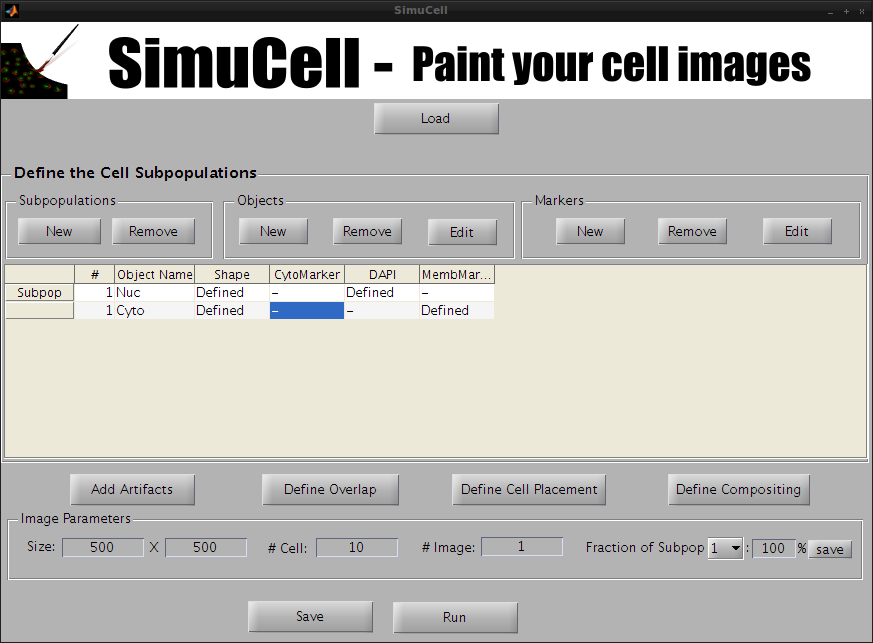 SimuCell
SimuCell - Paint your cell images
Load
Define the Cell Subpopulations
Subpopulations Objects Markers
New Remove New Remove Edit New Remove Edit
# Object Name Shape CytoMarker DAPI MembMar...
Subpop 1 Nuc Defined – Defined –
1 Cyto Defined – – Defined
Add Artifacts Define Overlap Define Cell Placement Define Compositing
Image Parameters
Size: 500 X 500 # Cell: 10 # Image: 1 Fraction of Subpop 1 : 100 % save
Save Run